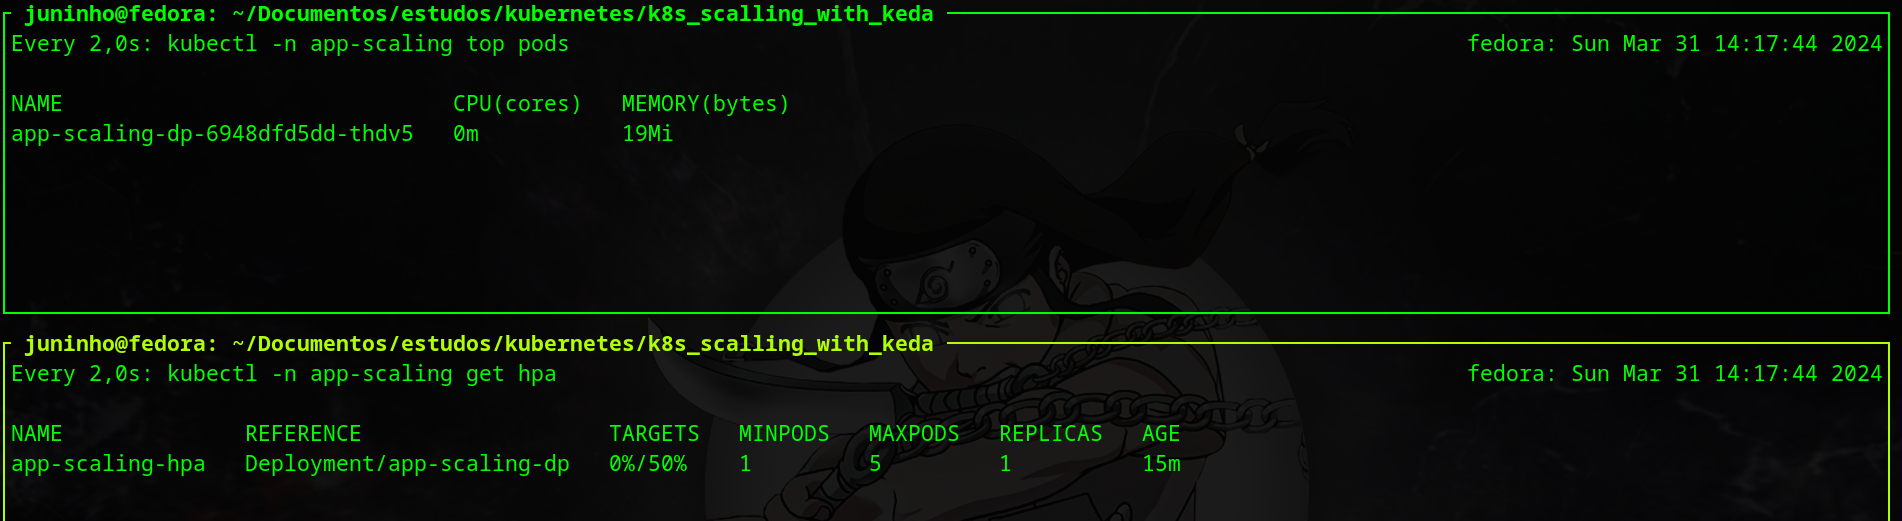 juninho@fedora: ~/Documentos/estudos/kubernetes/k8s_scalling_with_keda
Every 2,0s: kubectl -n app-scaling top pods fedora: Sun Mar 31 14:17:44 2024
NAME CPU(cores) MEMORY(bytes)
app-scaling-dp-6948dfd5dd-thdv5 0m 19Mi
juninho@fedora: ~/Documentos/estudos/kubernetes/k8s_scalling_with_keda
Every 2,0s: kubectl -n app-scaling get hpa fedora: Sun Mar 31 14:17:44 2024
NAME REFERENCE TARGETS MINPODS MAXPODS REPLICAS AGE
app-scaling-hpa Deployment/app-scaling-dp 0%/50% 1 5 1 15m